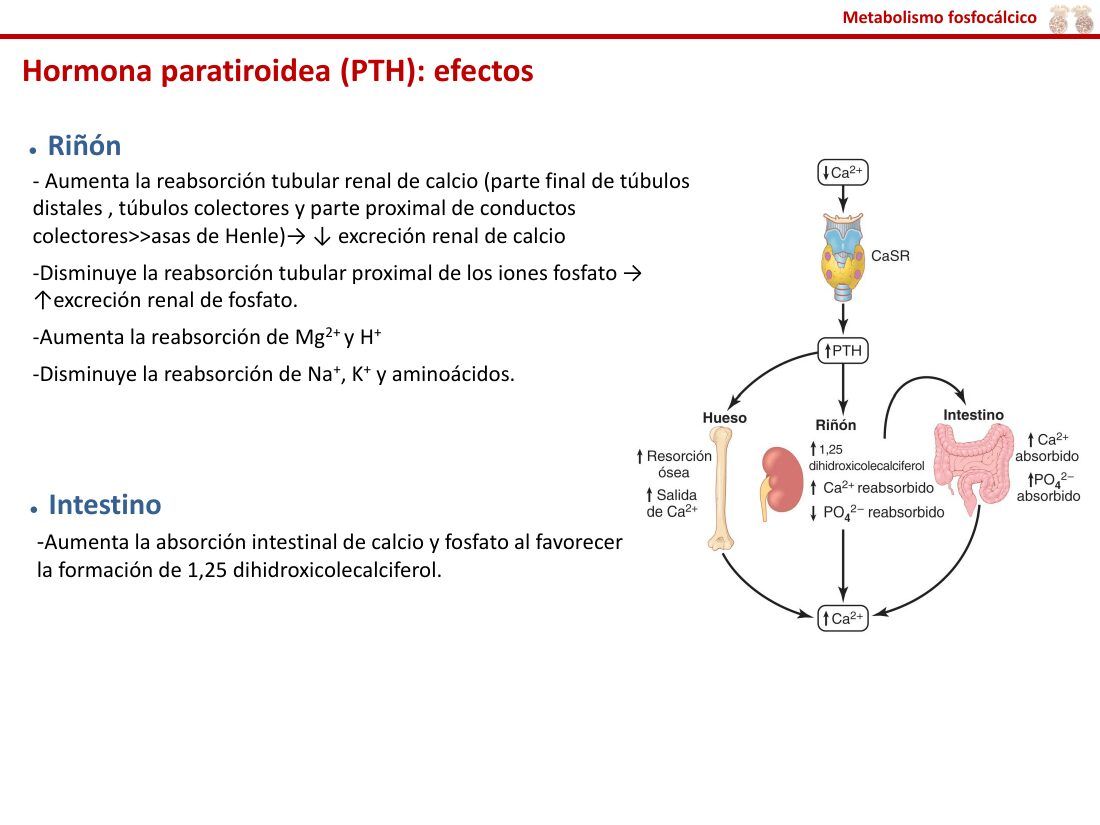 Metabolismo fosfocálcico
Hormona paratiroidea (PTH): efectos
• Riñón
- Aumenta la reabsorción tubular renal de calcio (parte final de túbulos
distales , túbulos colectores y parte proximal de conductos
colectores>>asas de Henle)→ ↓ excreción renal de calcio
-Disminuye la reabsorción tubular proximal de los iones fosfato →
↑excreción renal de fosfato.
-Aumenta la reabsorción de Mg²⁺ y H⁺
-Disminuye la reabsorción de Na⁺, K⁺ y aminoácidos.
• Intestino
-Aumenta la absorción intestinal de calcio y fosfato al favorecer
la formación de 1,25 dihidroxicolecalciferol.
↓Ca²⁺
CaSR
↑PTH
Hueso
↑ Resorción
ósea
↑ Salida
de Ca²⁺
Riñón
↑1,25
dihidroxicolecalciferol
↑ Ca²⁺ reabsorbido
↓ PO₄²⁻ reabsorbido
Intestino
↑ Ca²⁺
absorbido
↑PO₄²⁻
absorbido
↑Ca²⁺